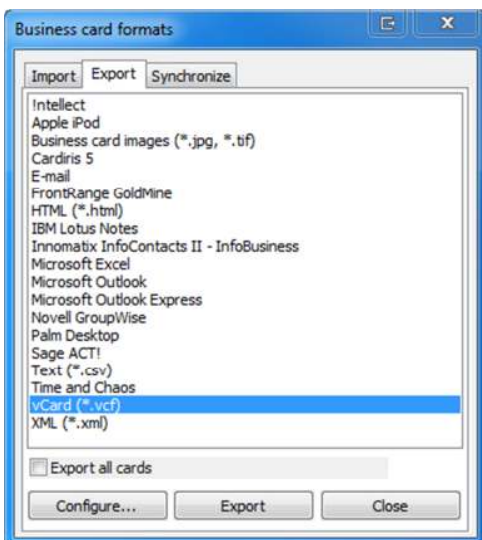 Business card formats
Import Export Synchronize
!ntellect
Apple iPod
Business card images (*.jpg, *.tif)
Cardiris 5
E-mail
FrontRange GoldMine
HTML (*.html)
IBM Lotus Notes
Innomatix InfoContacts II - InfoBusiness
Microsoft Excel
Microsoft Outlook
Microsoft Outlook Express
Novell GroupWise
Palm Desktop
Sage ACT!
Text (*.csv)
Time and Chaos
vCard (*.vcf)
XML (*.xml)
Export all cards
Configure... Export Close